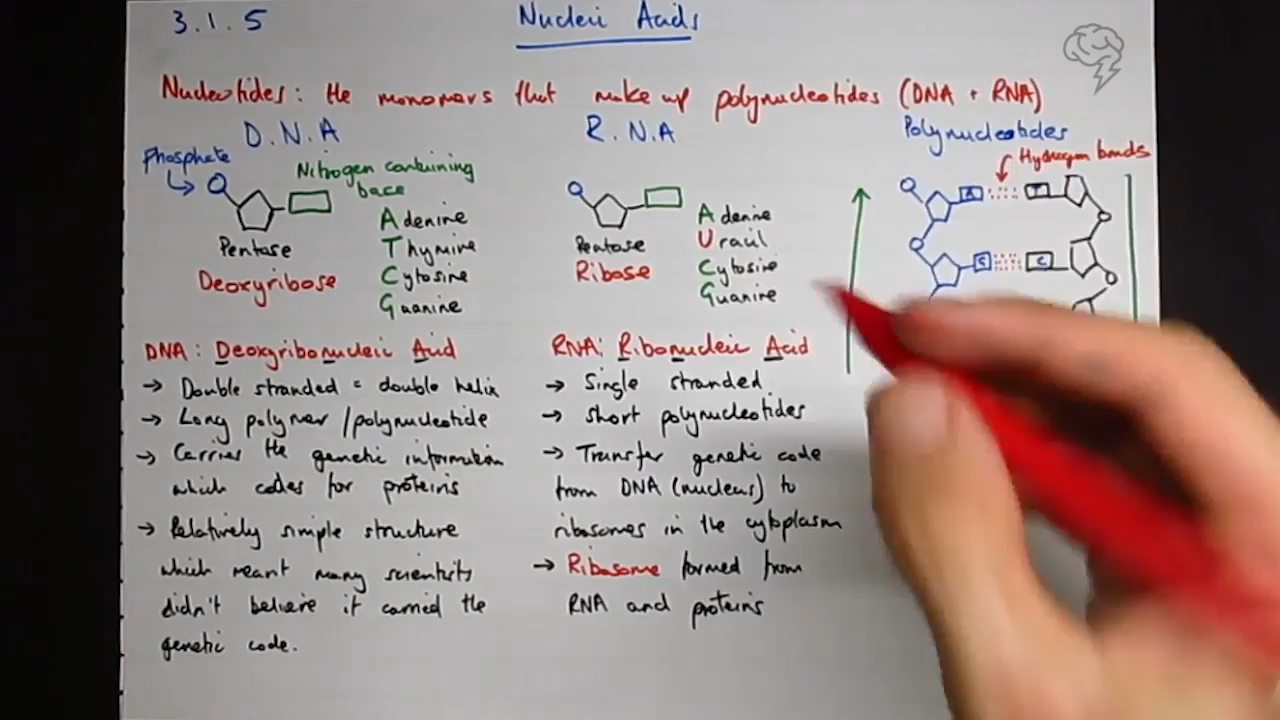 3.1.5
Nucleic Acids
Nucleotides: the monomers that make up polynucleotides (DNA + RNA)
D.N.A
Phosphate
Nitrogen containing
base
Pentose
Deoxyribose
Adenine
Thymine
Cytosine
Guanine
R.N.A
Pentose
Ribose
Adenine
Uracil
Cytosine
Guanine
Polynucleotides
Hydrogen bonds
A T
G C
DNA: Deoxyribonucleic Acid
→ Double stranded = double helix
→ Long polymer / polynucleotide
→ Carries the genetic information
which codes for proteins
→ Relatively simple structure
which meant many scientists
didn't believe it carried the
genetic code.
RNA: Ribonucleic Acid
→ Single stranded
→ Short polynucleotides
→ Transfer genetic code
from DNA (nucleus) to
ribosomes in the cytoplasm
→ Ribosome formed from
RNA and proteins